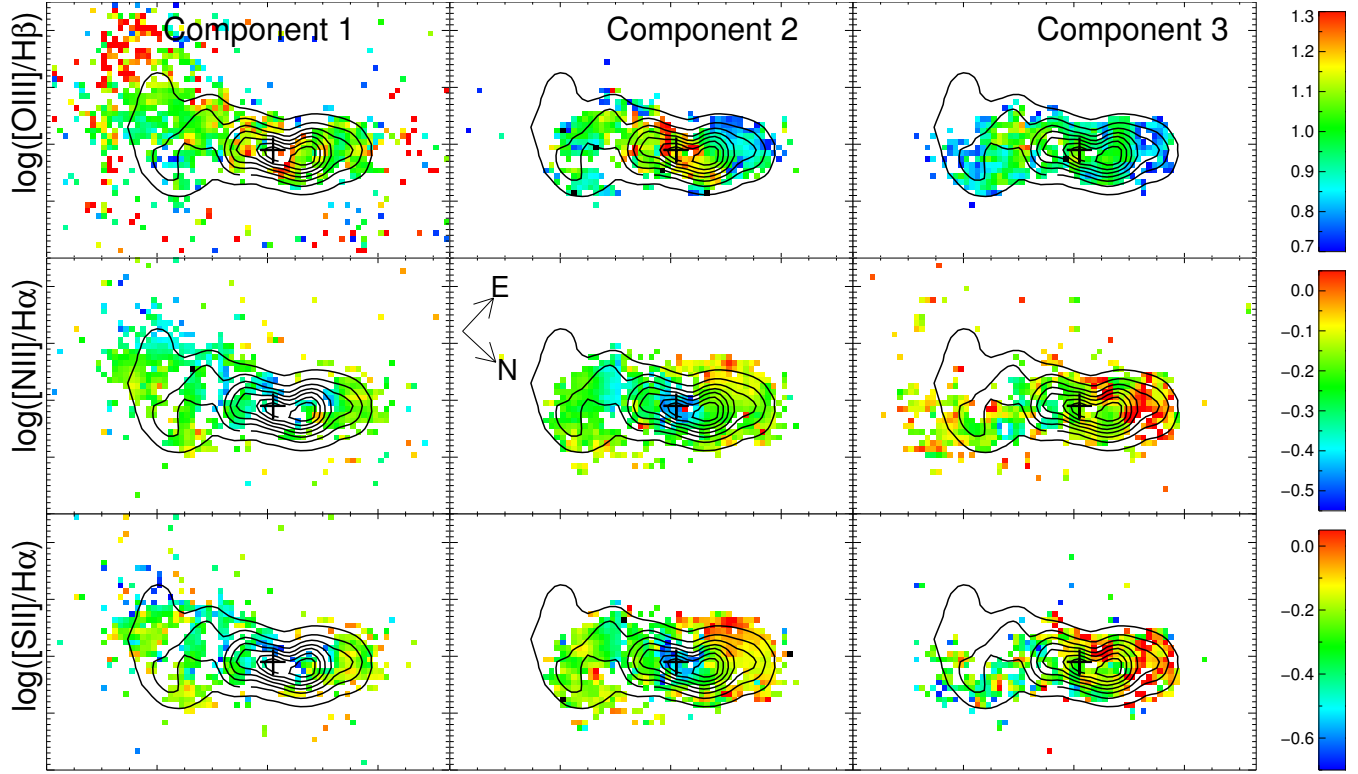 Component 1
Component 2
Component 3
log([OIII]/Hβ)
1.3
1.2
1.1
1.0
0.9
0.8
0.7
E
N
log([NII]/Hα)
0.0
−0.1
−0.2
−0.3
−0.4
−0.5
log([SII]/Hα)
0.0
−0.2
−0.4
−0.6